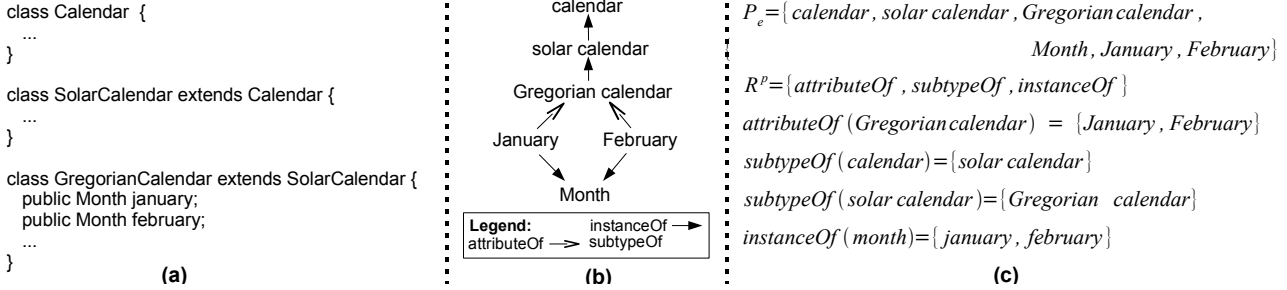 class Calendar {
...
}
class SolarCalendar extends Calendar {
...
}
class GregorianCalendar extends SolarCalendar {
public Month january;
public Month february;
...
}
(a)
calendar
solar calendar
Gregorian calendar
January February
Month
Legend: instanceOf
attributeOf subtypeOf
(b)
P_e={calendar, solar calendar, Gregorian calendar,
Month, January, February}
R^p={attributeOf, subtypeOf, instanceOf}
attributeOf(Gregorian calendar) = {January, February}
subtypeOf(calendar)={solar calendar}
subtypeOf(solar calendar)={Gregorian calendar}
instanceOf(month)={january, february}
(c)